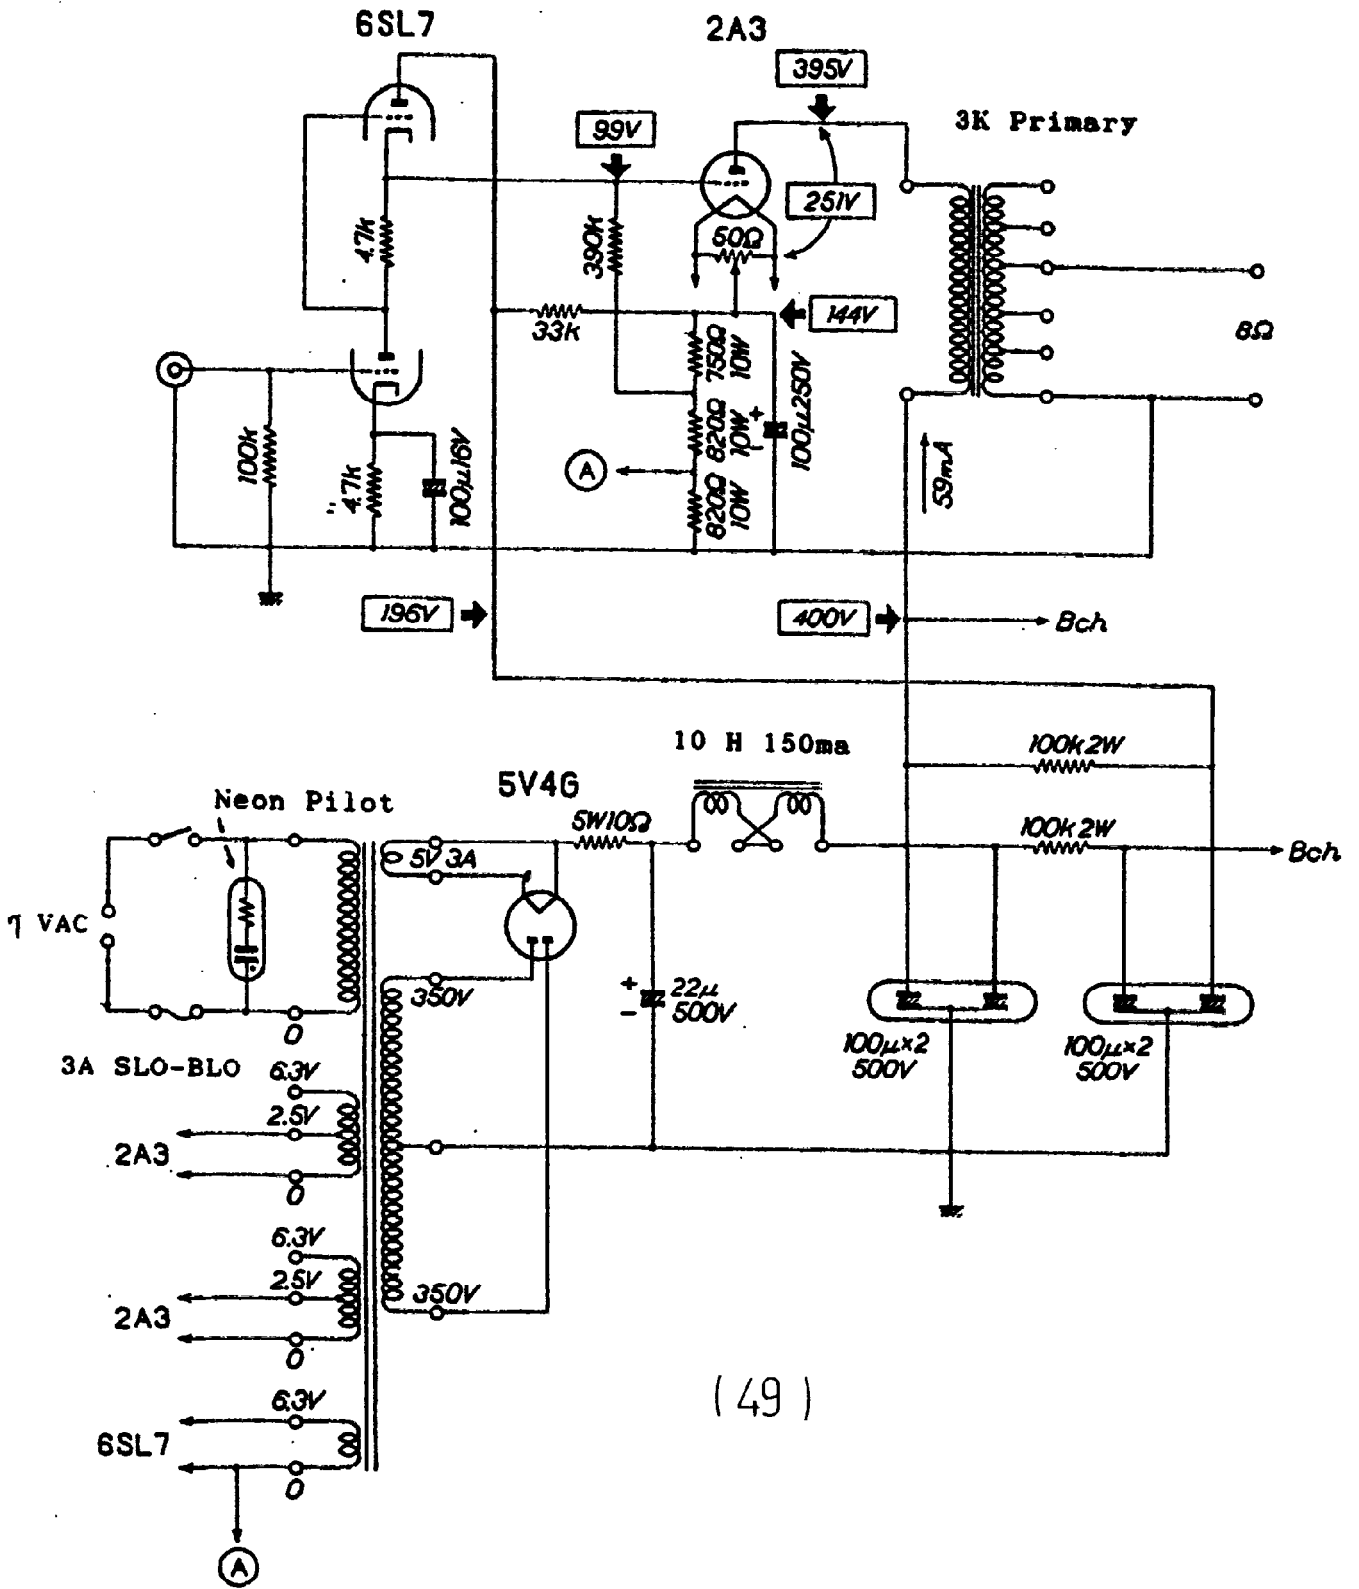 6SL7
2A3
395V
3K Primary
99V
251V
50Ω
4.7k
390k
144V
33k
8Ω
750Ω
10W
+
100μ250V
820Ω
10W
-
100k
"4.7k
100μ16V
A
820Ω
10W
59mA
196V
400V
Bch
10 H 150ma
100k 2W
5V4G
Neon Pilot
5W10Ω
100k 2W
Bch
5V 3A
VAC
350V
+
-
22μ
500V
0
100μ×2
500V
100μ×2
500V
3A SLO-BLO
6.3V
2.5V
2A3
0
6.3V
2.5V
2A3
350V
0
6.3V
6SL7
0
(49)
A